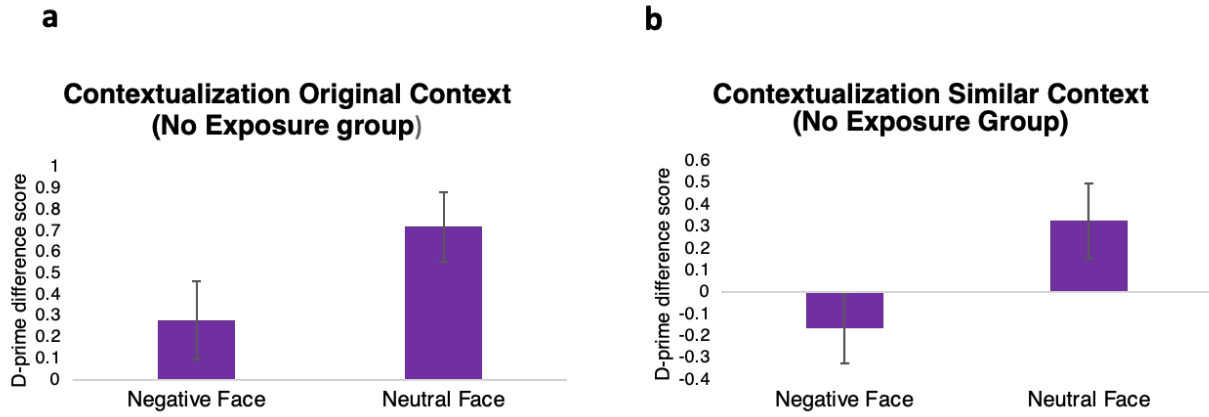 a
Contextualization Original Context
(No Exposure group)
D-prime difference score
1
0.9
0.8
0.7
0.6
0.5
0.4
0.3
0.2
0.1
0
Negative Face
Neutral Face
b
Contextualization Similar Context
(No Exposure Group)
D-prime difference score
0.6
0.5
0.4
0.3
0.2
0.1
0
-0.1
-0.2
-0.3
-0.4
Negative Face
Neutral Face